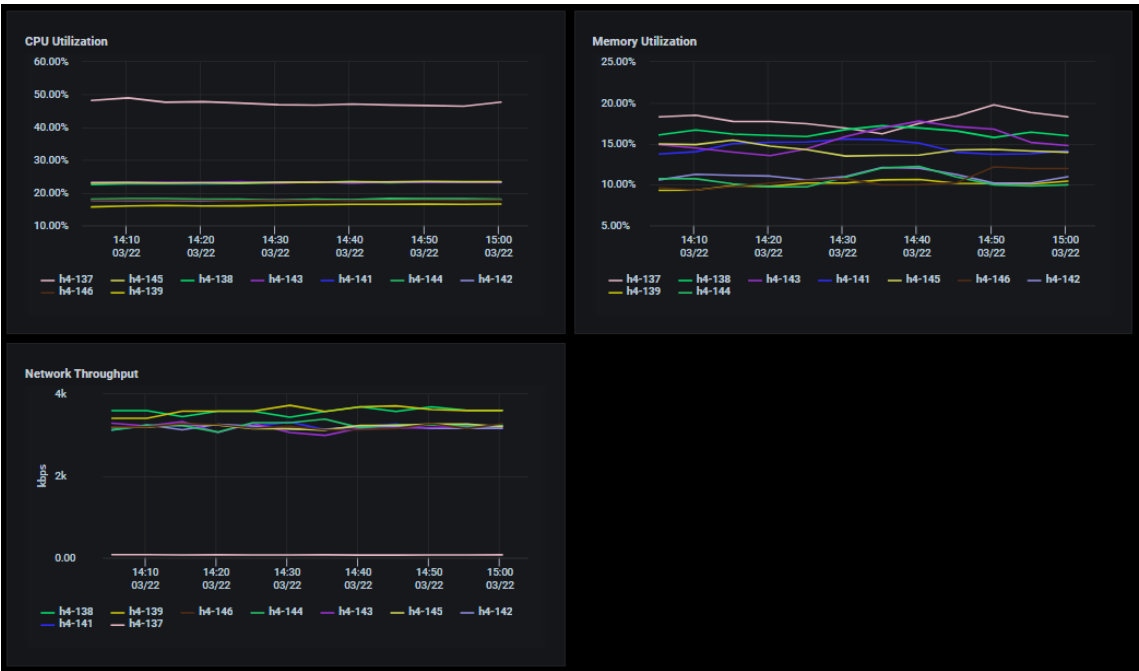 CPU Utilization
60.00%
50.00%
40.00%
30.00%
20.00%
10.00%
14:10 14:20 14:30 14:40 14:50 15:00
03/22 03/22 03/22 03/22 03/22 03/22
h4-137 h4-145 h4-138 h4-143 h4-141 h4-144 h4-142
h4-146 h4-139
Memory Utilization
25.00%
20.00%
15.00%
10.00%
5.00%
14:10 14:20 14:30 14:40 14:50 15:00
03/22 03/22 03/22 03/22 03/22 03/22
h4-137 h4-138 h4-143 h4-141 h4-145 h4-146 h4-142
h4-139 h4-144
Network Throughput
4k
kbps
2k
0.00
14:10 14:20 14:30 14:40 14:50 15:00
03/22 03/22 03/22 03/22 03/22 03/22
h4-138 h4-139 h4-146 h4-144 h4-143 h4-145 h4-142
h4-141 h4-137